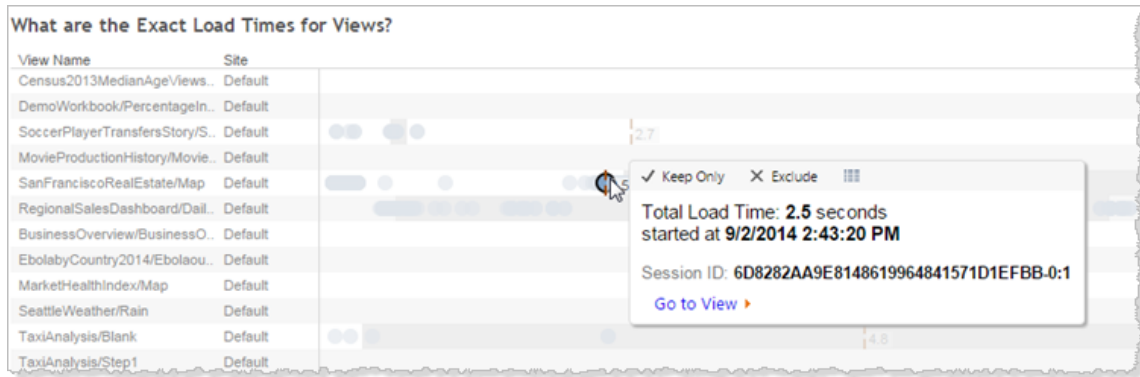 What are the Exact Load Times for Views?
View Name Site
Census2013MedianAgeViews.. Default
DemoWorkbook/PercentageIn.. Default
SoccerPlayerTransfersStory/S.. Default 2.7
MovieProductionHistory/Movie.. Default
SanFranciscoRealEstate/Map Default
RegionalSalesDashboard/Dail.. Default
BusinessOverview/BusinessO.. Default
EbolabyCountry2014/Ebolaou.. Default
MarketHealthIndex/Map Default
SeattleWeather/Rain Default
TaxiAnalysis/Blank Default 4.8
TaxiAnalysis/Step1 Default
Keep Only Exclude
Total Load Time: 2.5 seconds
started at 9/2/2014 2:43:20 PM
Session ID: 6D8282AA9E8148619964841571D1EFBB-0:1
Go to View